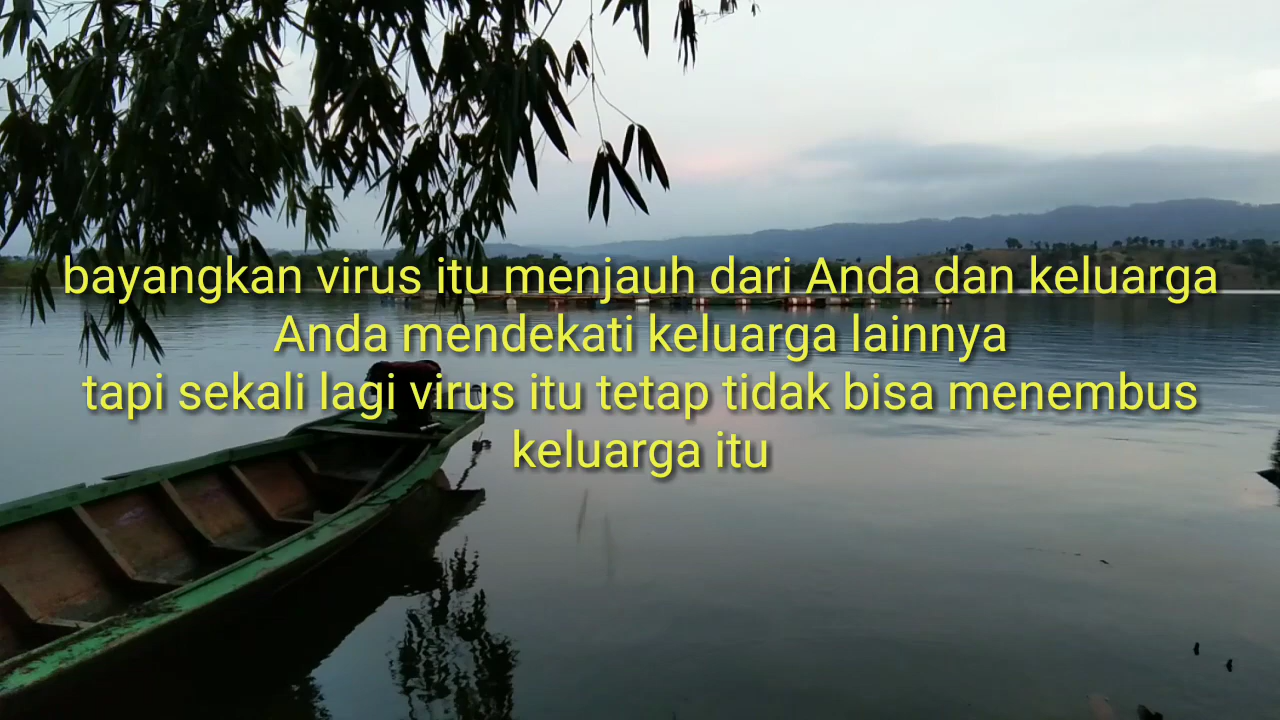 bayangkan virus itu menjauh dari Anda dan keluarga
Anda mendekati keluarga lainnya
tapi sekali lagi virus itu tetap tidak bisa menembus
keluarga itu